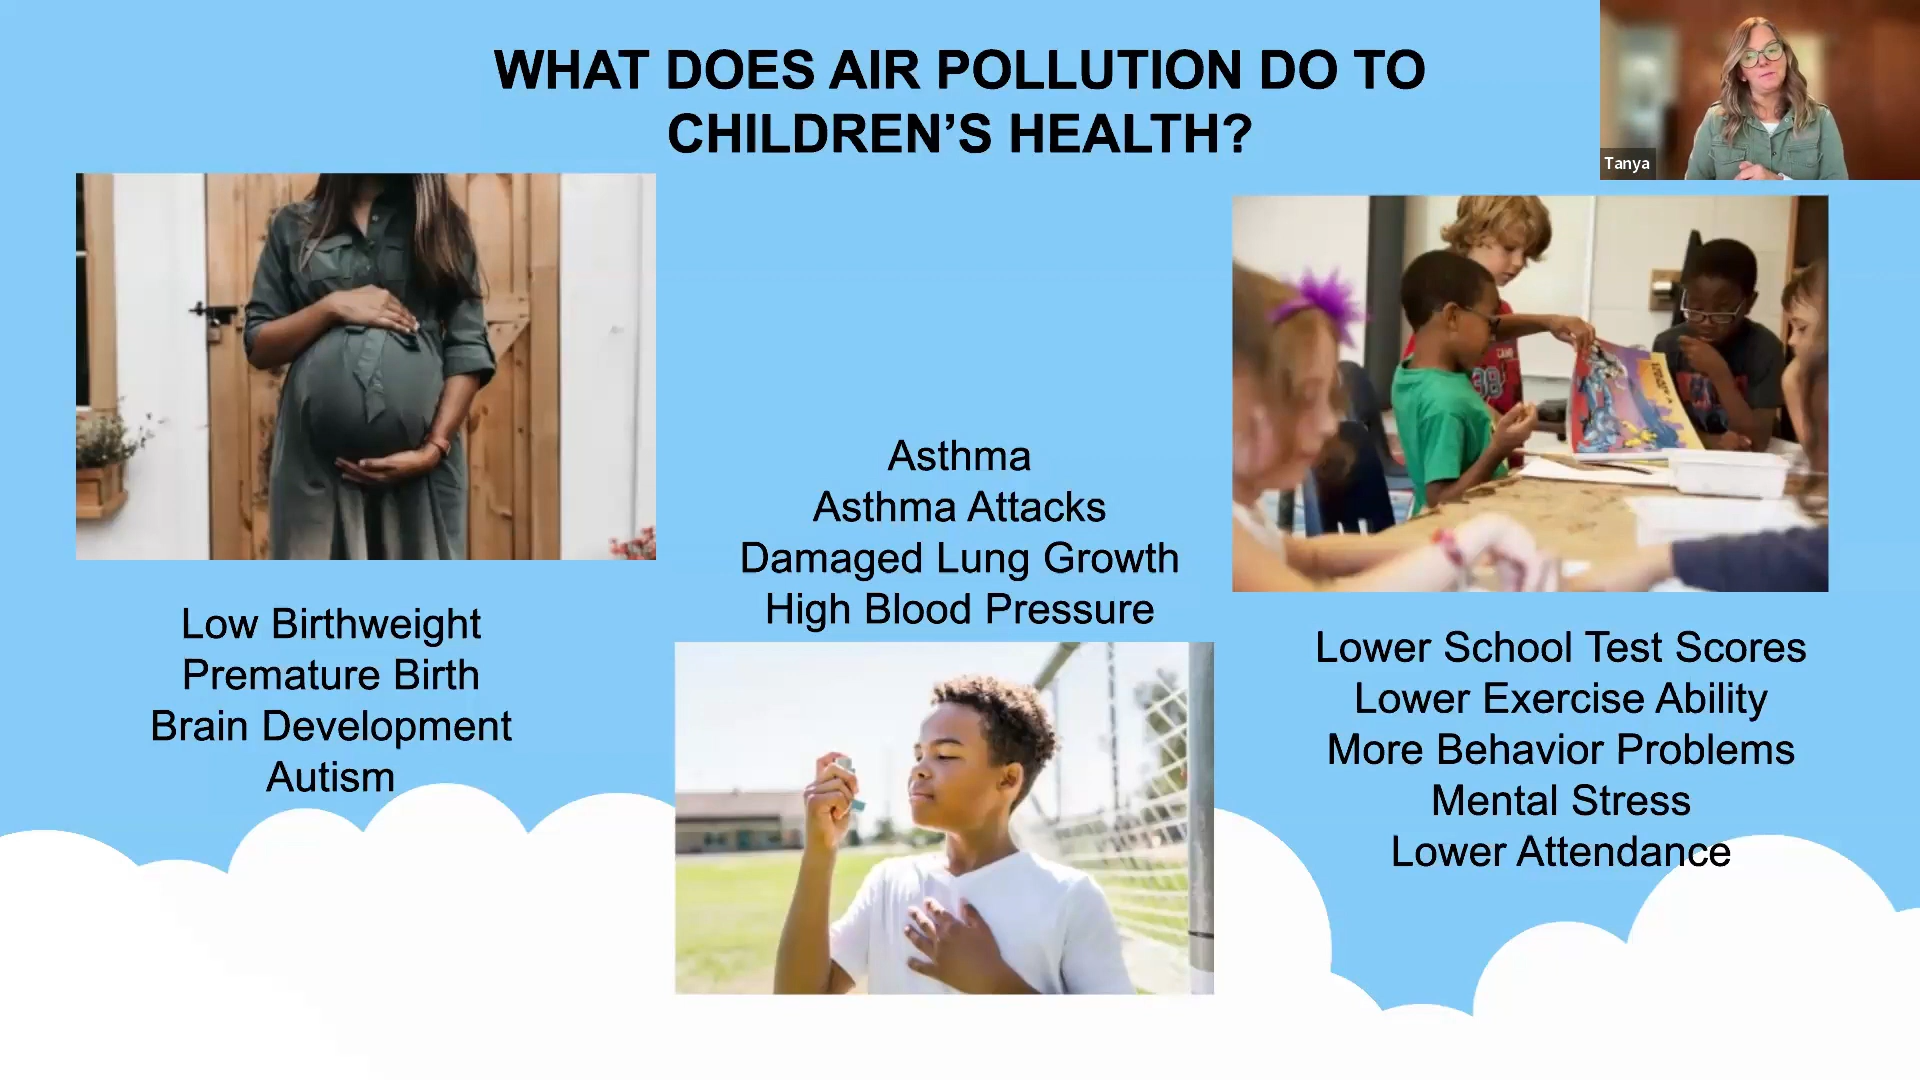 WHAT DOES AIR POLLUTION DO TO
CHILDREN’S HEALTH?
Tanya
Low Birthweight
Premature Birth
Brain Development
Autism
Asthma
Asthma Attacks
Damaged Lung Growth
High Blood Pressure
Lower School Test Scores
Lower Exercise Ability
More Behavior Problems
Mental Stress
Lower Attendance